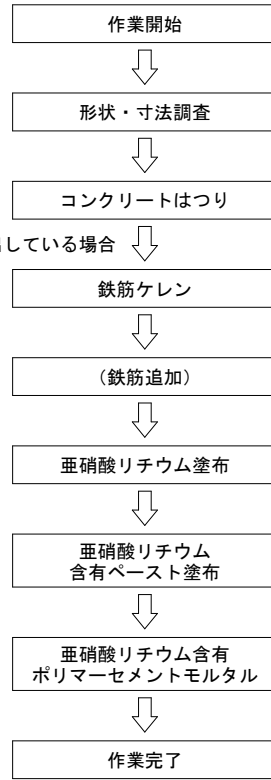 作業開始
形状・寸法調査
コンクリートはつり
している場合
鉄筋ケレン
（鉄筋追加）
亜硝酸リチウム塗布
亜硝酸リチウム
含有ペースト塗布
亜硝酸リチウム含有
ポリマーセメントモルタル
作業完了